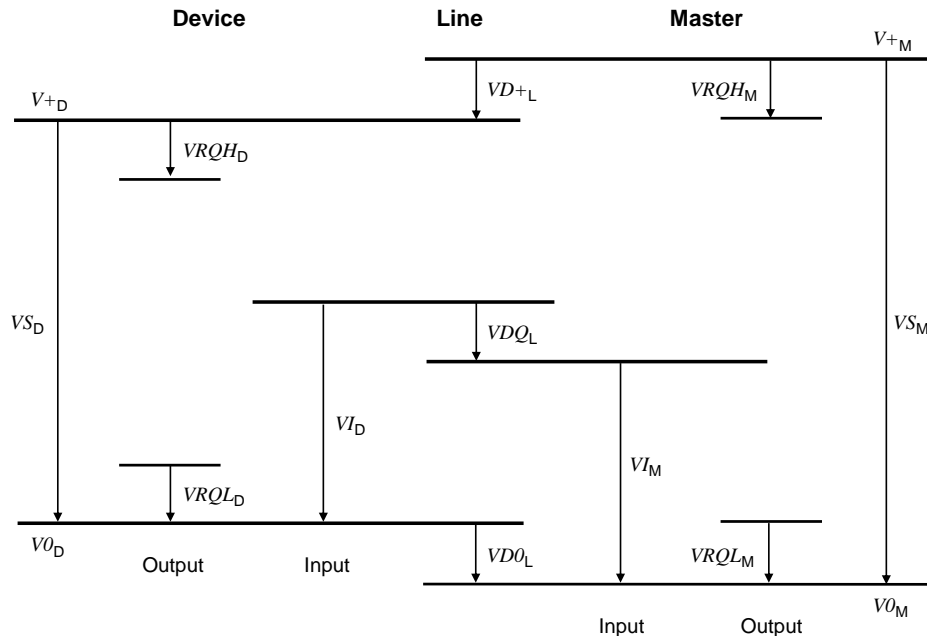 Device Line Master
V+M
VD+L VRQHM
V+D
VRQHD
VSD VSM
VDQL
VID
VIM
VRQLD
V0D VD0L VRQLM
Output Input
V0M
Input Output